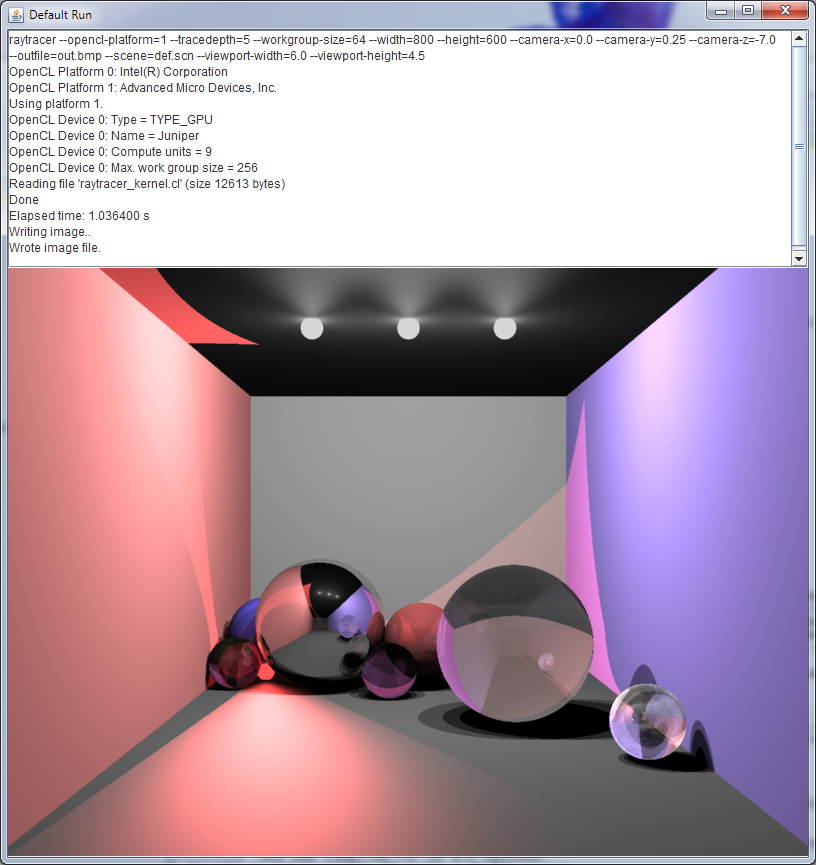 Default Run
raytracer --opencl-platform=1 --tracedepth=5 --workgroup-size=64 --width=800 --height=600 --camera-x=0.0 --camera-y=0.25 --camera-z=-7.0
--outfile=out.bmp --scene=def.scn --viewport-width=6.0 --viewport-height=4.5
OpenCL Platform 0: Intel(R) Corporation
OpenCL Platform 1: Advanced Micro Devices, Inc.
Using platform 1.
OpenCL Device 0: Type = TYPE_GPU
OpenCL Device 0: Name = Juniper
OpenCL Device 0: Compute units = 9
OpenCL Device 0: Max. work group size = 256
Reading file 'raytracer_kernel.cl' (size 12613 bytes)
Done
Elapsed time: 1.036400 s
Writing image..
Wrote image file.